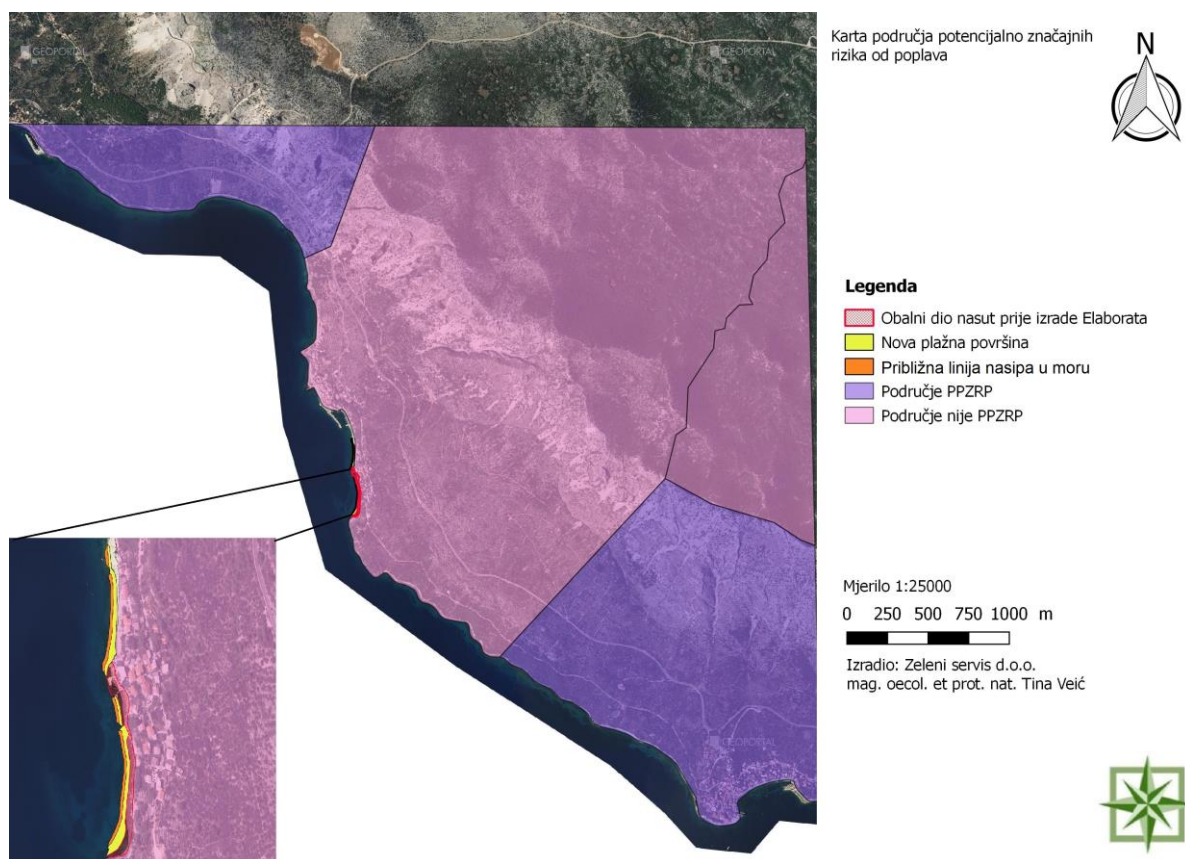 GEOPORTAL
GEOPORTAL
Karta područja potencijalno značajnih
rizika od poplava
N
Legenda
Obalni dio nasut prije izrade Elaborata
Nova plažna površina
Približna linija nasipa u moru
Područje PPZRP
Područje nije PPZRP
Mjerilo 1:25000
0 250 500 750 1000 m
Izradio: Zeleni servis d.o.o.
mag. oecol. et prot. nat. Tina Veić
GEOPORTAL